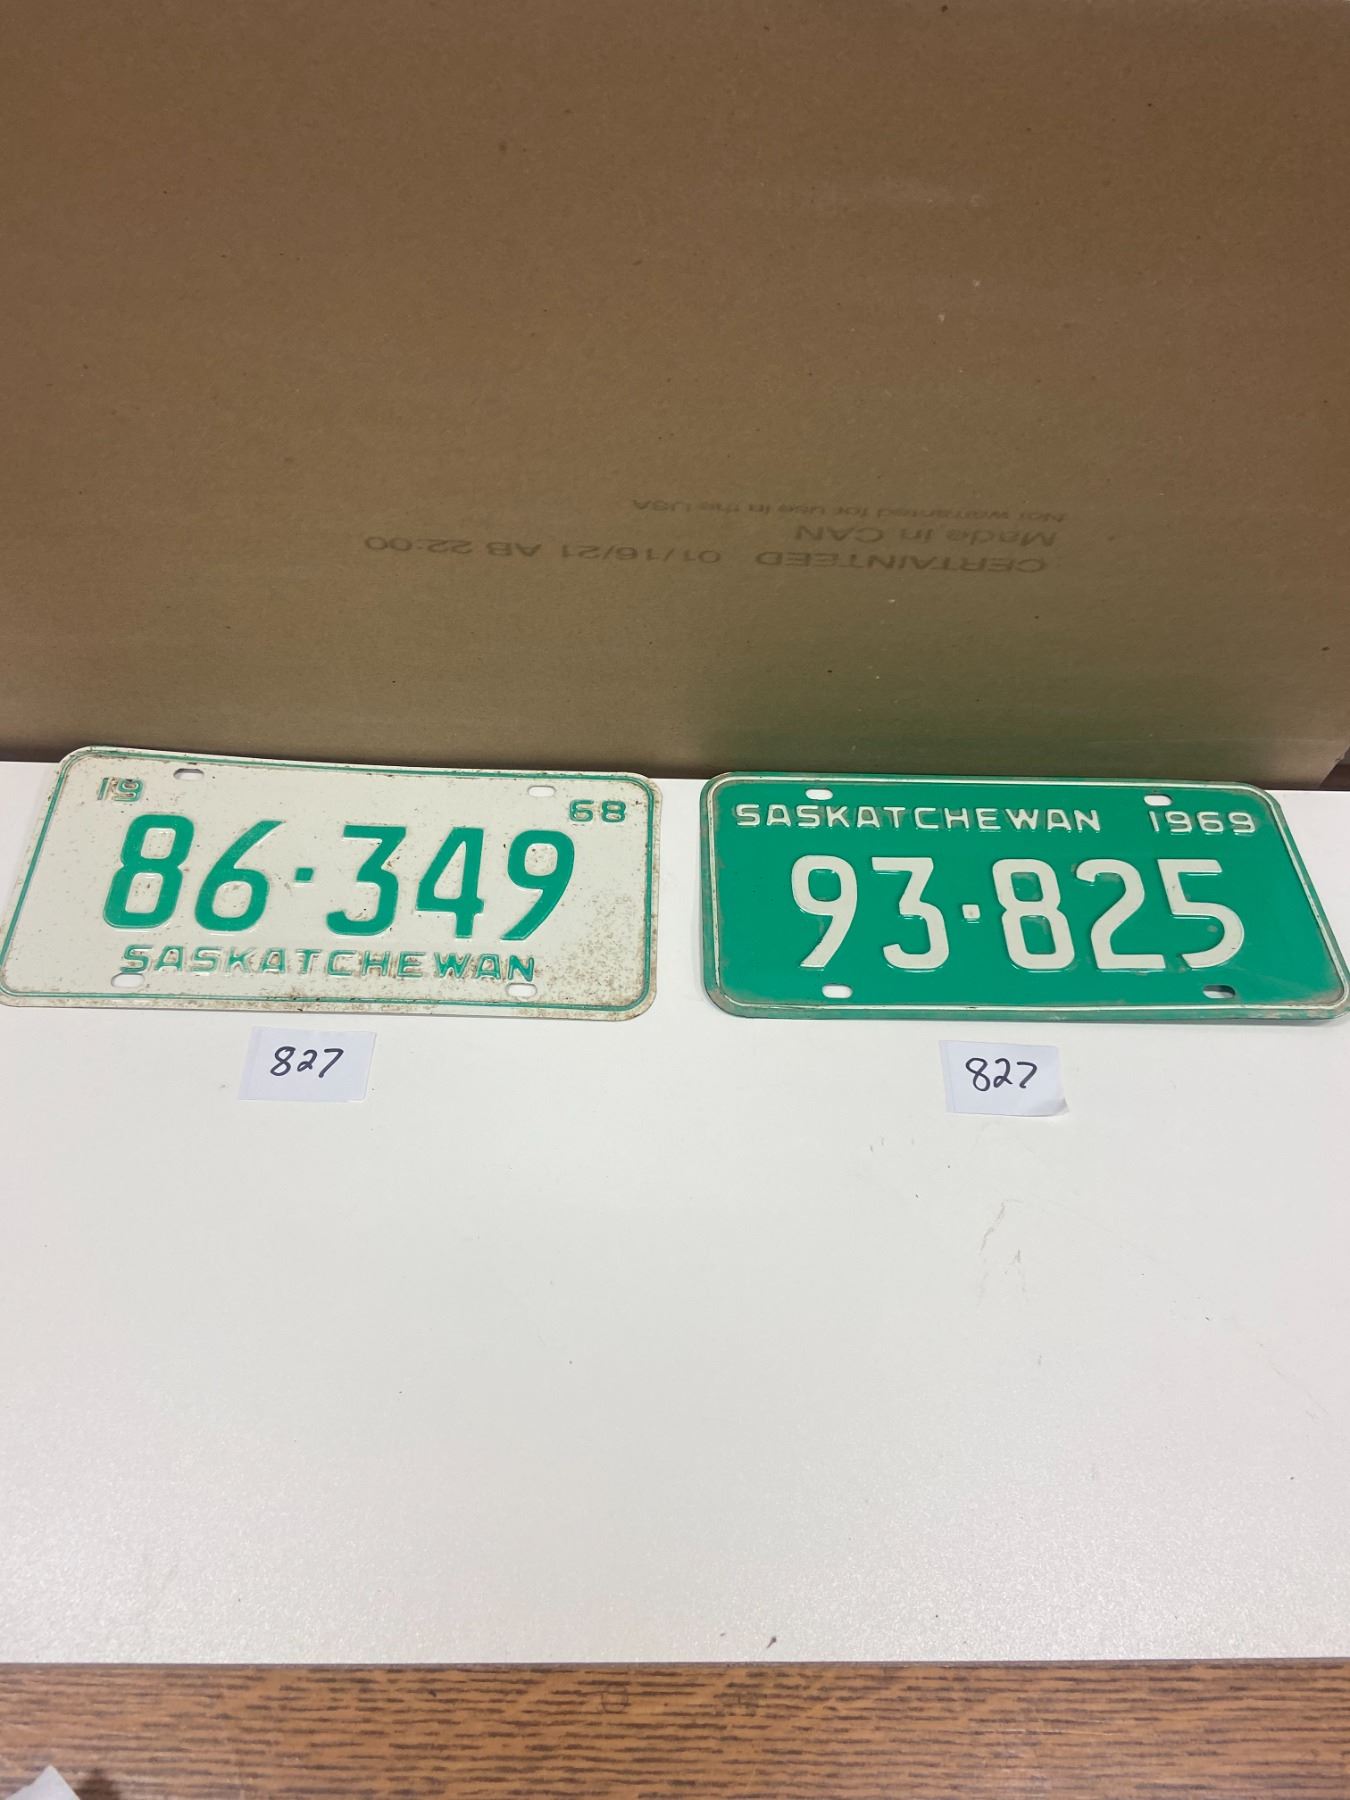 Not warranted for use in the USA
Made in CAN
CERTAINTEED 01/16/21 AB 22:00
19 68
86·349
SASKATCHEWAN
SASKATCHEWAN 1969
93·825
827
827